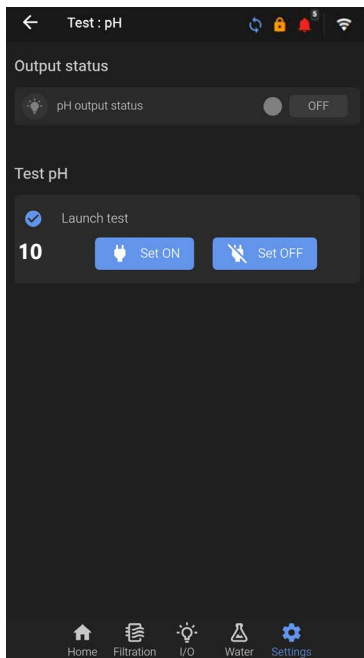 Test : pH
5
Output status
pH output status
OFF
Test pH
Launch test
10
Set ON
Set OFF
Home
Filtration
I/O
Water
Settings